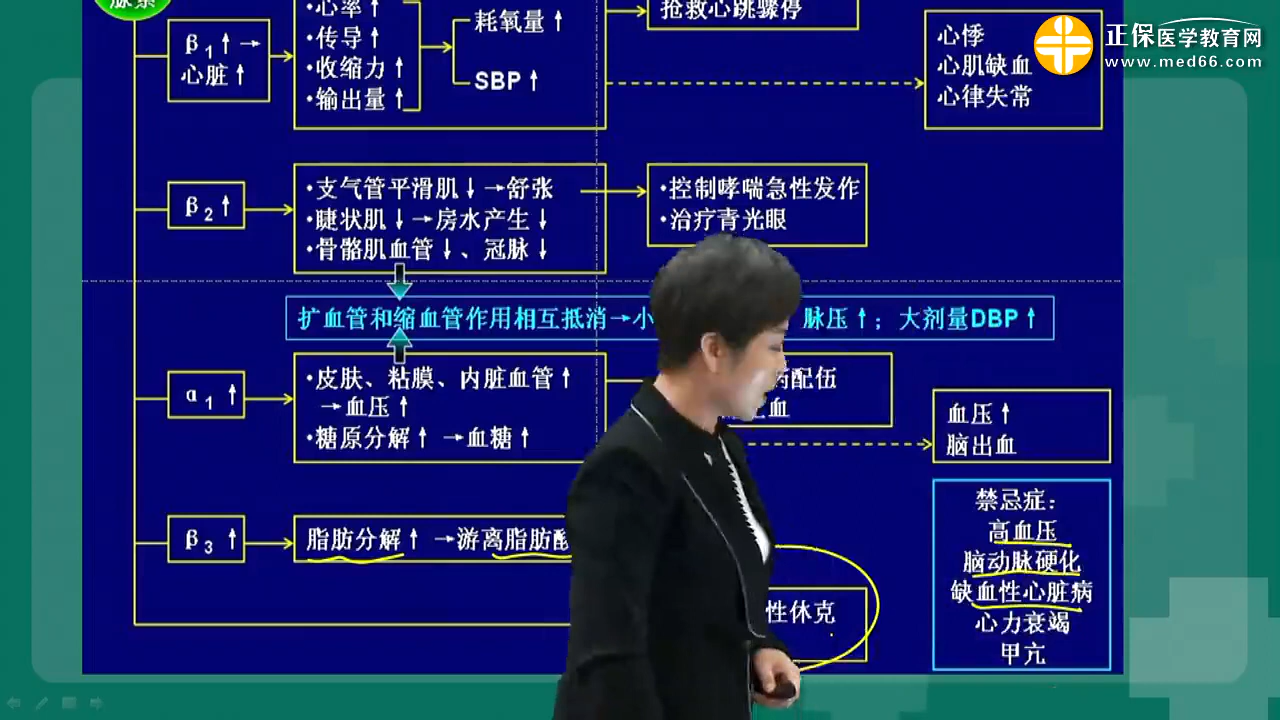 脉素
·心率↑
·传导↑
·收缩力↑
·输出量↑
耗氧量↑
SBP↑
抢救心跳骤停
β1↑→
心脏↑
心悸
心肌缺血
心律失常
正保医学教育网
www.med66.com
β2↑
·支气管平滑肌↓→舒张
·睫状肌↓→房水产生↓
·骨骼肌血管↓、冠脉↓
·控制哮喘急性发作
·治疗青光眼
扩血管和缩血管作用相互抵消→小
脉压↑；大剂量DBP↑
α1↑
·皮肤、粘膜、内脏血管↑
→血压↑
·糖原分解↑→血糖↑
配伍
血
血压↑
脑出血
β3↑
脂肪分解↑→游离脂肪酸
性休克
禁忌症：
高血压
脑动脉硬化
缺血性心脏病
心力衰竭
甲亢